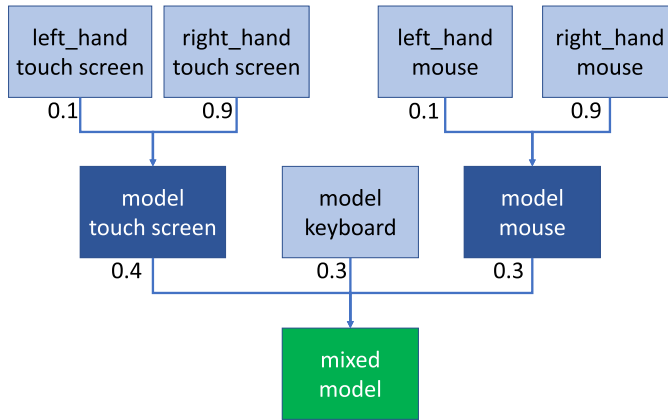 left_hand
touch screen
right_hand
touch screen
left_hand
mouse
right_hand
mouse
0.1
0.9
0.1
0.9
model
touch screen
model
keyboard
model
mouse
0.4
0.3
0.3
mixed
model